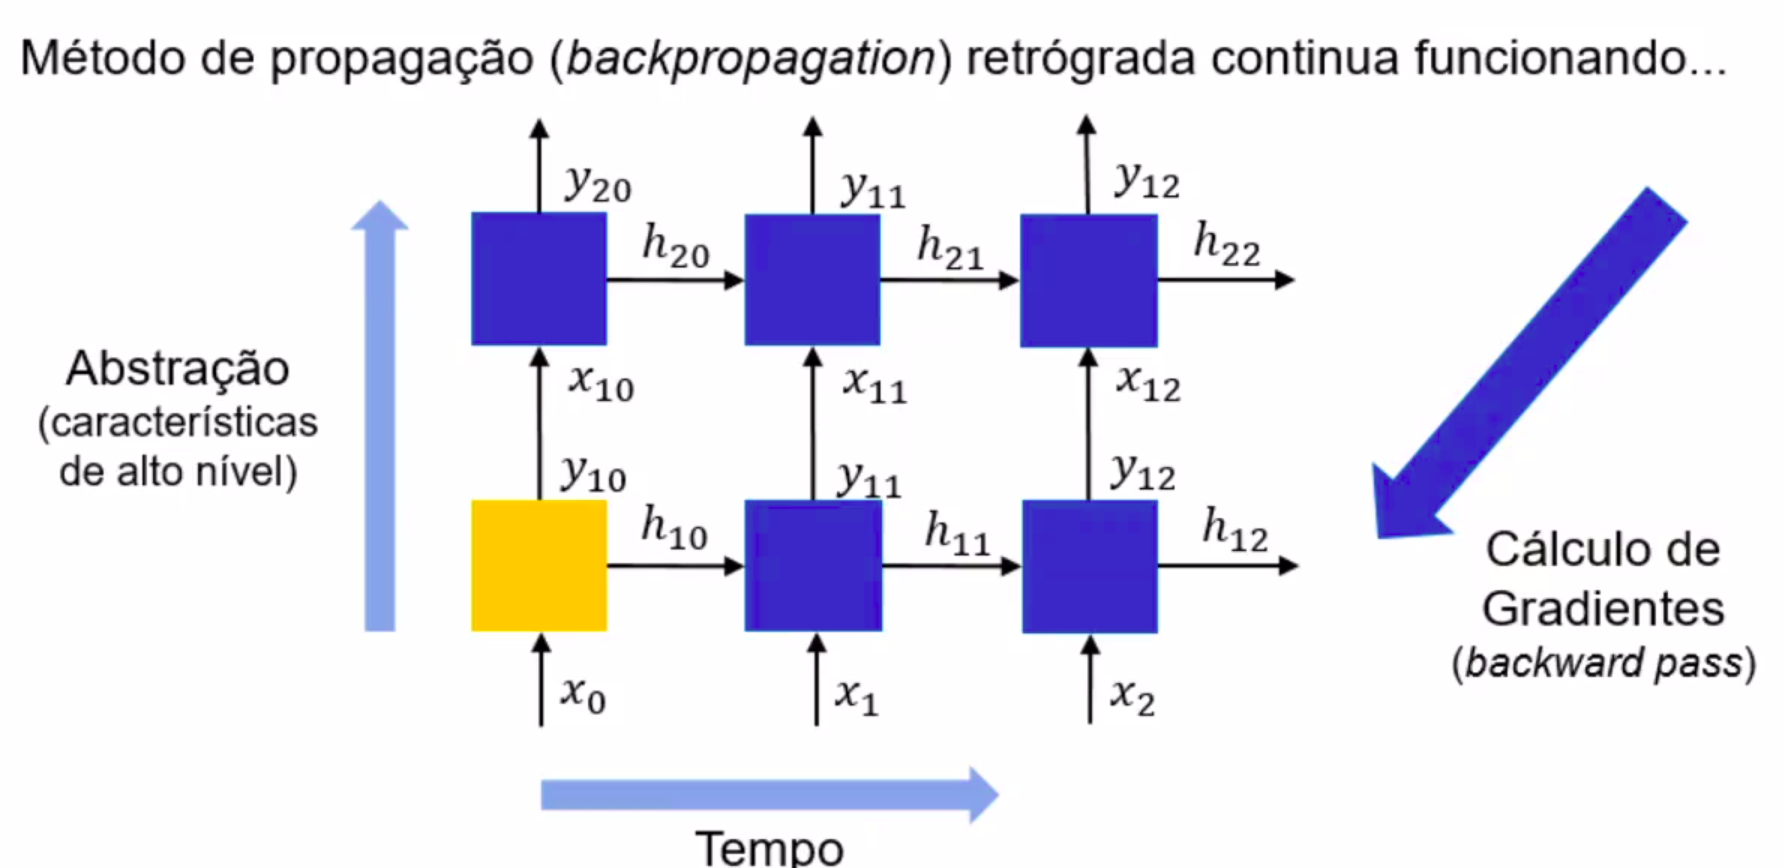 Método de propagação (backpropagation) retrógrada continua funcionando...
y20
y11
y12
h20
h21
h22
Abstração
(características
de alto nível)
x10
x11
x12
y10
y11
y12
h10
h11
h12
Cálculo de
Gradientes
(backward pass)
x0
x1
x2
Tempo